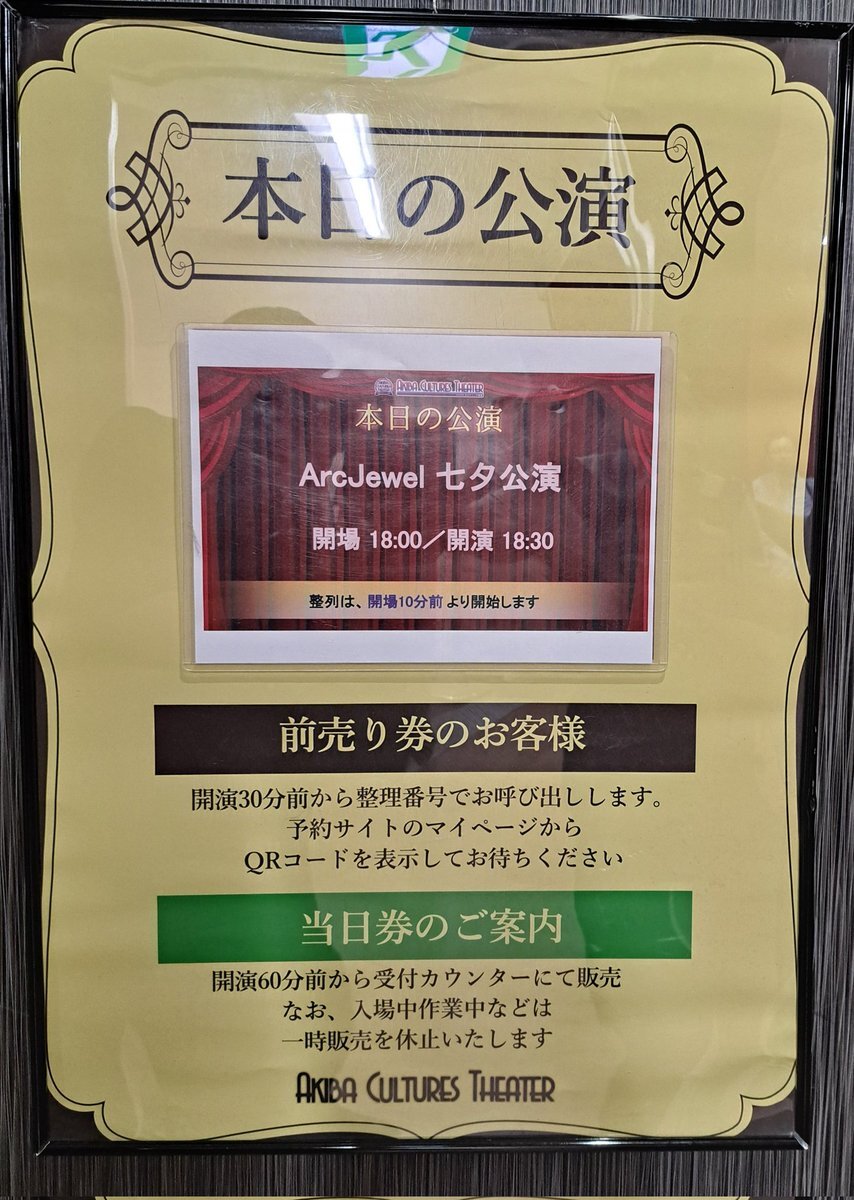 本日の公演
AKIBA CULTURES THEATER
本日の公演
ArcJewel 七夕公演
開場 18:00／開演 18:30
整列は、開場10分前より開始します
前売り券のお客様
開演30分前から整理番号でお呼び出しします。
予約サイトのマイページから
QRコードを表示してお待ちください
当日券のご案内
開演60分前から受付カウンターにて販売
なお、入場中作業中などは
一時販売を休止いたします
AKIBA CULTURES THEATER